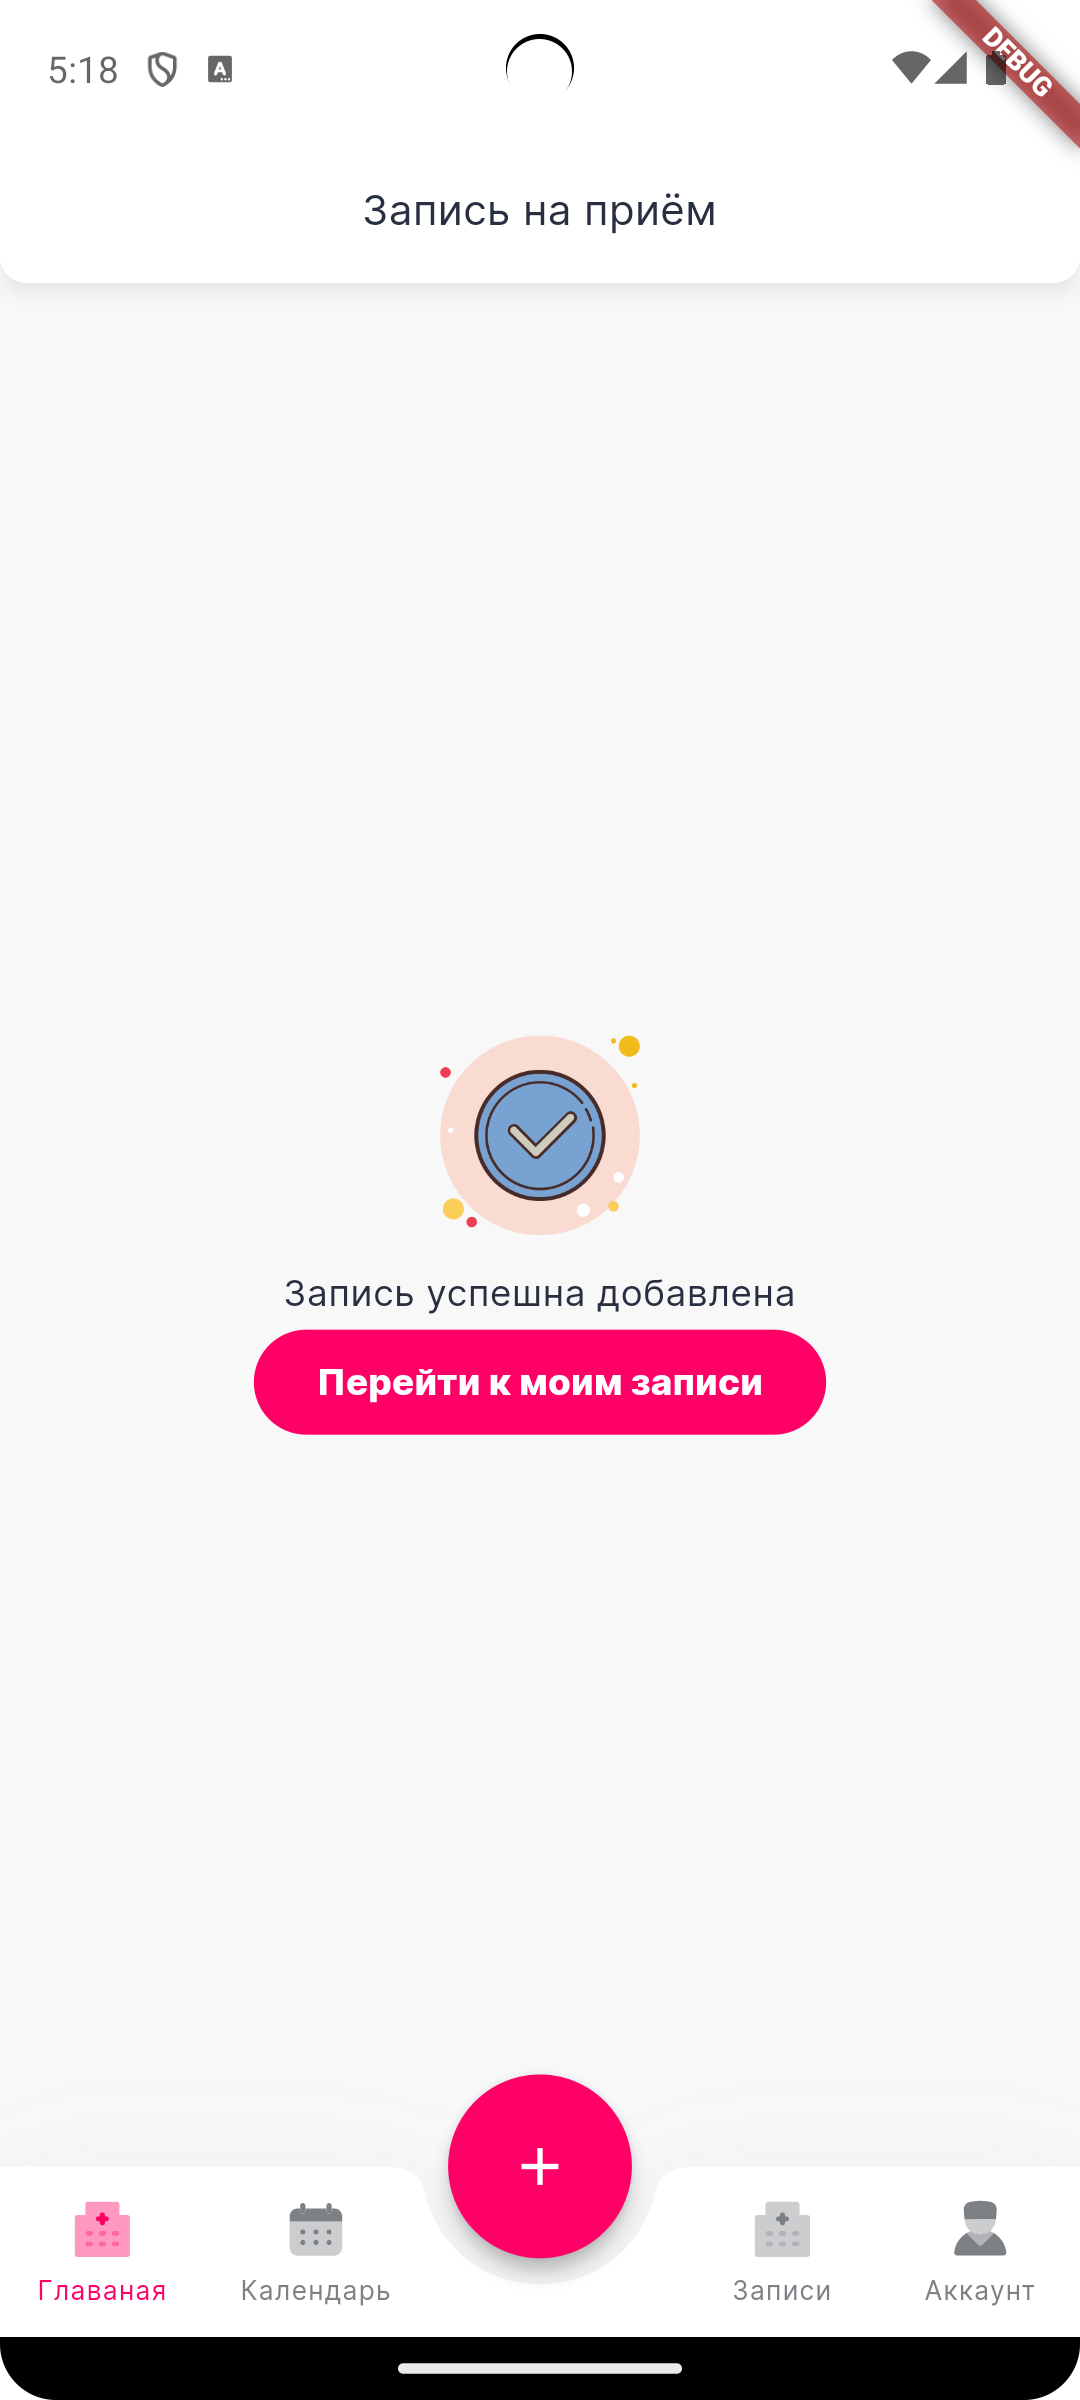 5:18
DEBUG
Запись на приём
Запись успешна добавлена
Перейти к моим записи
Главаная
Календарь
Записи
Аккаунт